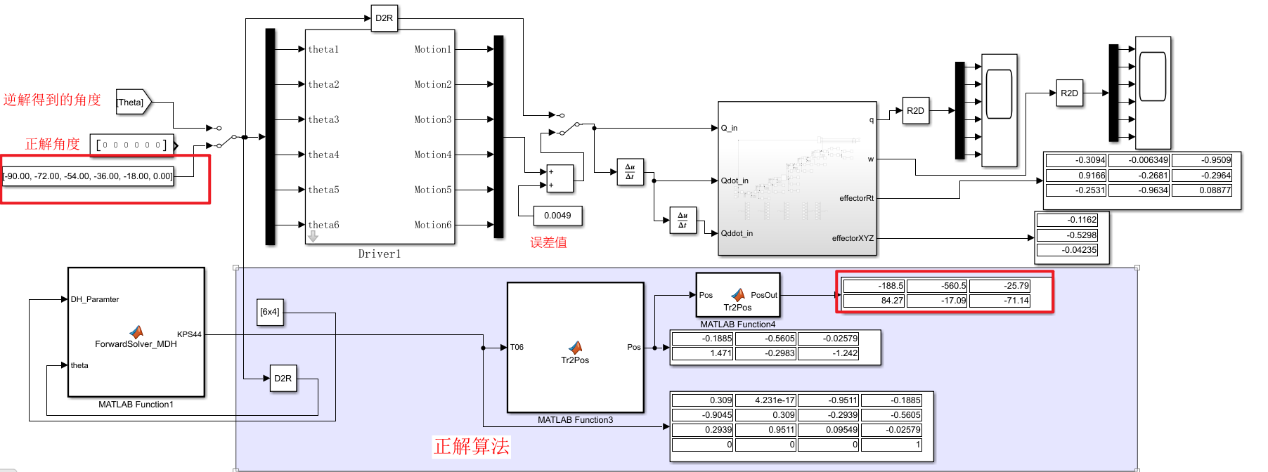 D2R
theta1 Motion1
theta2 Motion2
theta3 Motion3
theta4 Motion4
theta5 Motion5
theta6 Motion6
Driver1
逆解得到的角度
[Theta]
正解角度
[0 0 0 0 0 0]
[-90.00, -72.00, -54.00, -36.00, -18.00, 0.00]
+
+
0.0049
误差值
Δu
Δt
Δu
Δt
Q_in
Qdot_in
Qddot_in
q
w
effectorRt
effectorXYZ
R2D
R2D
-0.3094 -0.006349 -0.9509
0.9166 -0.2681 -0.2964
-0.2531 -0.9634 0.08877
-0.1162
-0.5298
-0.04235
DH_Paramter
theta
ForwardSolver_MDH
KPS44
MATLAB Function1
[6x4]
D2R
T06
Tr2Pos
Pos
MATLAB Function3
Pos
PosOut
Tr2Pos
MATLAB Function4
-188.5 -560.5 -25.79
84.27 -17.09 -71.14
-0.1885 -0.5605 -0.02579
1.471 -0.2983 -1.242
0.309 4.231e-17 -0.9511 -0.1885
-0.9045 0.309 -0.2939 -0.5605
0.2939 0.9511 0.09549 -0.02579
0 0 0 1
正解算法